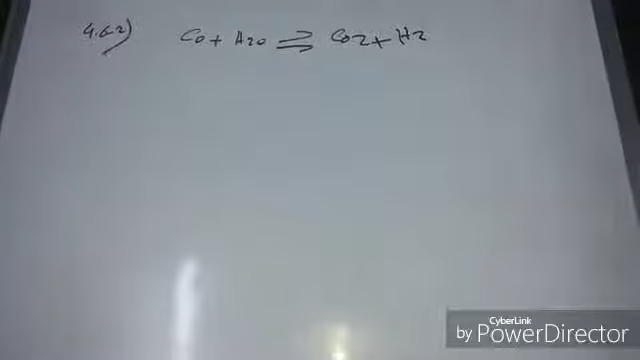 4.62) Co + H2O ⇌ CO2 + H2
CyberLink
by PowerDirector